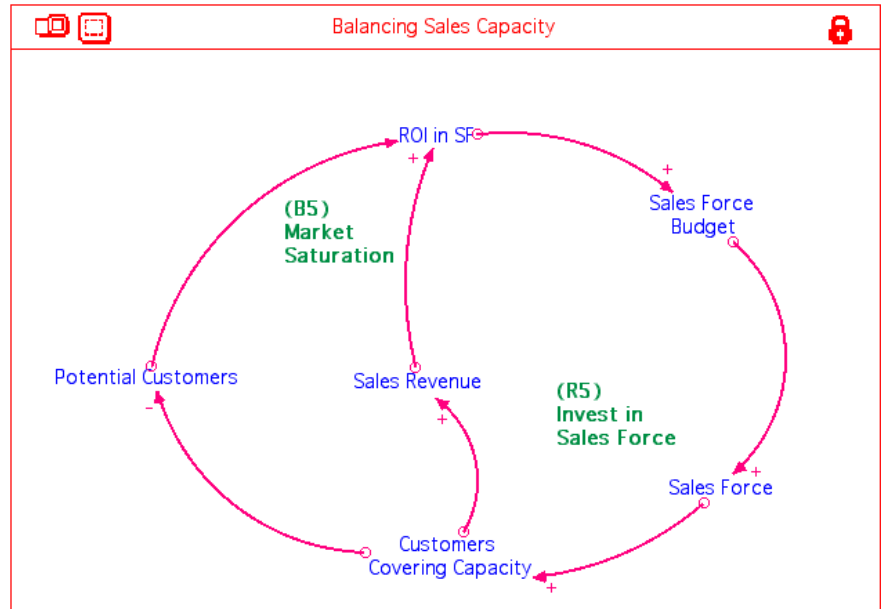 Balancing Sales Capacity
ROI in SF
+
+
Sales Force
Budget
(B5)
Market
Saturation
Potential Customers
-
Sales Revenue
+
(R5)
Invest in
Sales Force
+
Sales Force
Customers
Covering Capacity
+